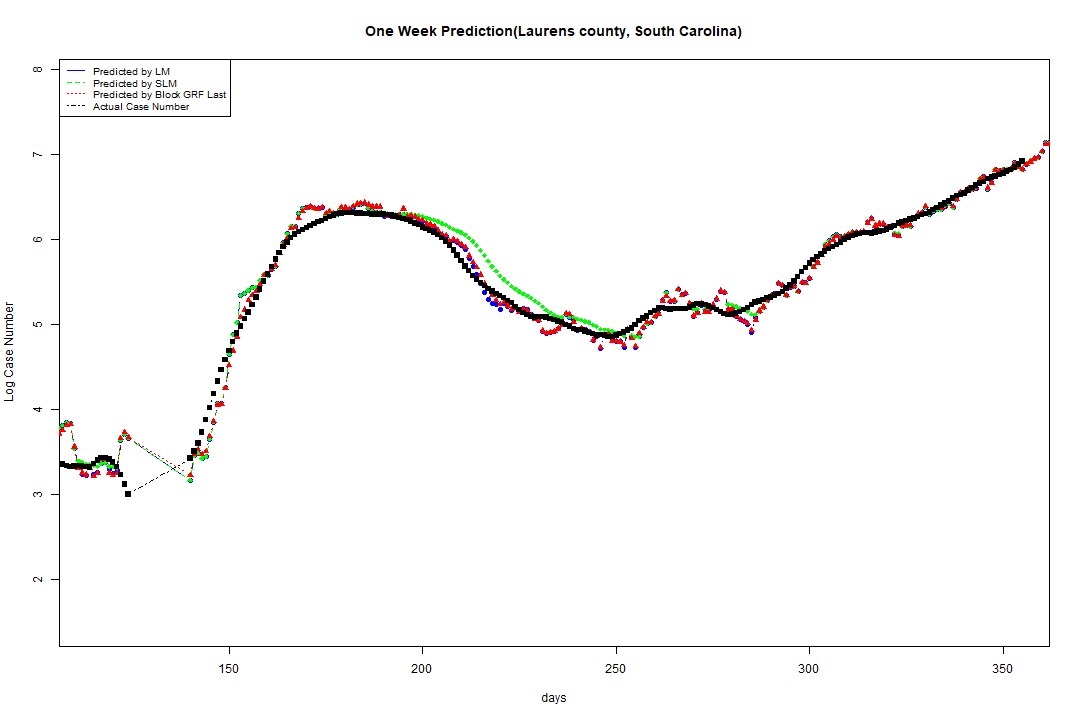 One Week Prediction(Laurens county, South Carolina)
Predicted by LM
Predicted by SLM
Predicted by Block GRF Last
Actual Case Number
8
7
6
5
4
3
2
Log Case Number
150 200 250 300 350
days